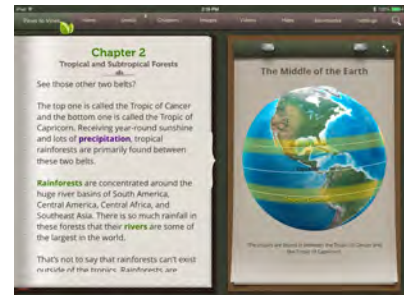 2:19 PM
Chapter 2
Tropical and Subtropical Forests
See those other two belts?
The top one is called the Tropic of Cancer
and the bottom one is called the Tropic of
Capricorn. Receiving year-round sunshine
and lots of precipitation, tropical
rainforests are primarily found between
these two belts.
Rainforests are concentrated around the
huge river basins of South America,
Central America, Central Africa, and
Southeast Asia. There is so much rainfall in
these forests that their rivers are some of
the largest in the world.
That's not to say that rainforests can't exist
outside of the tropics. Rainforests are
The Middle of the Earth